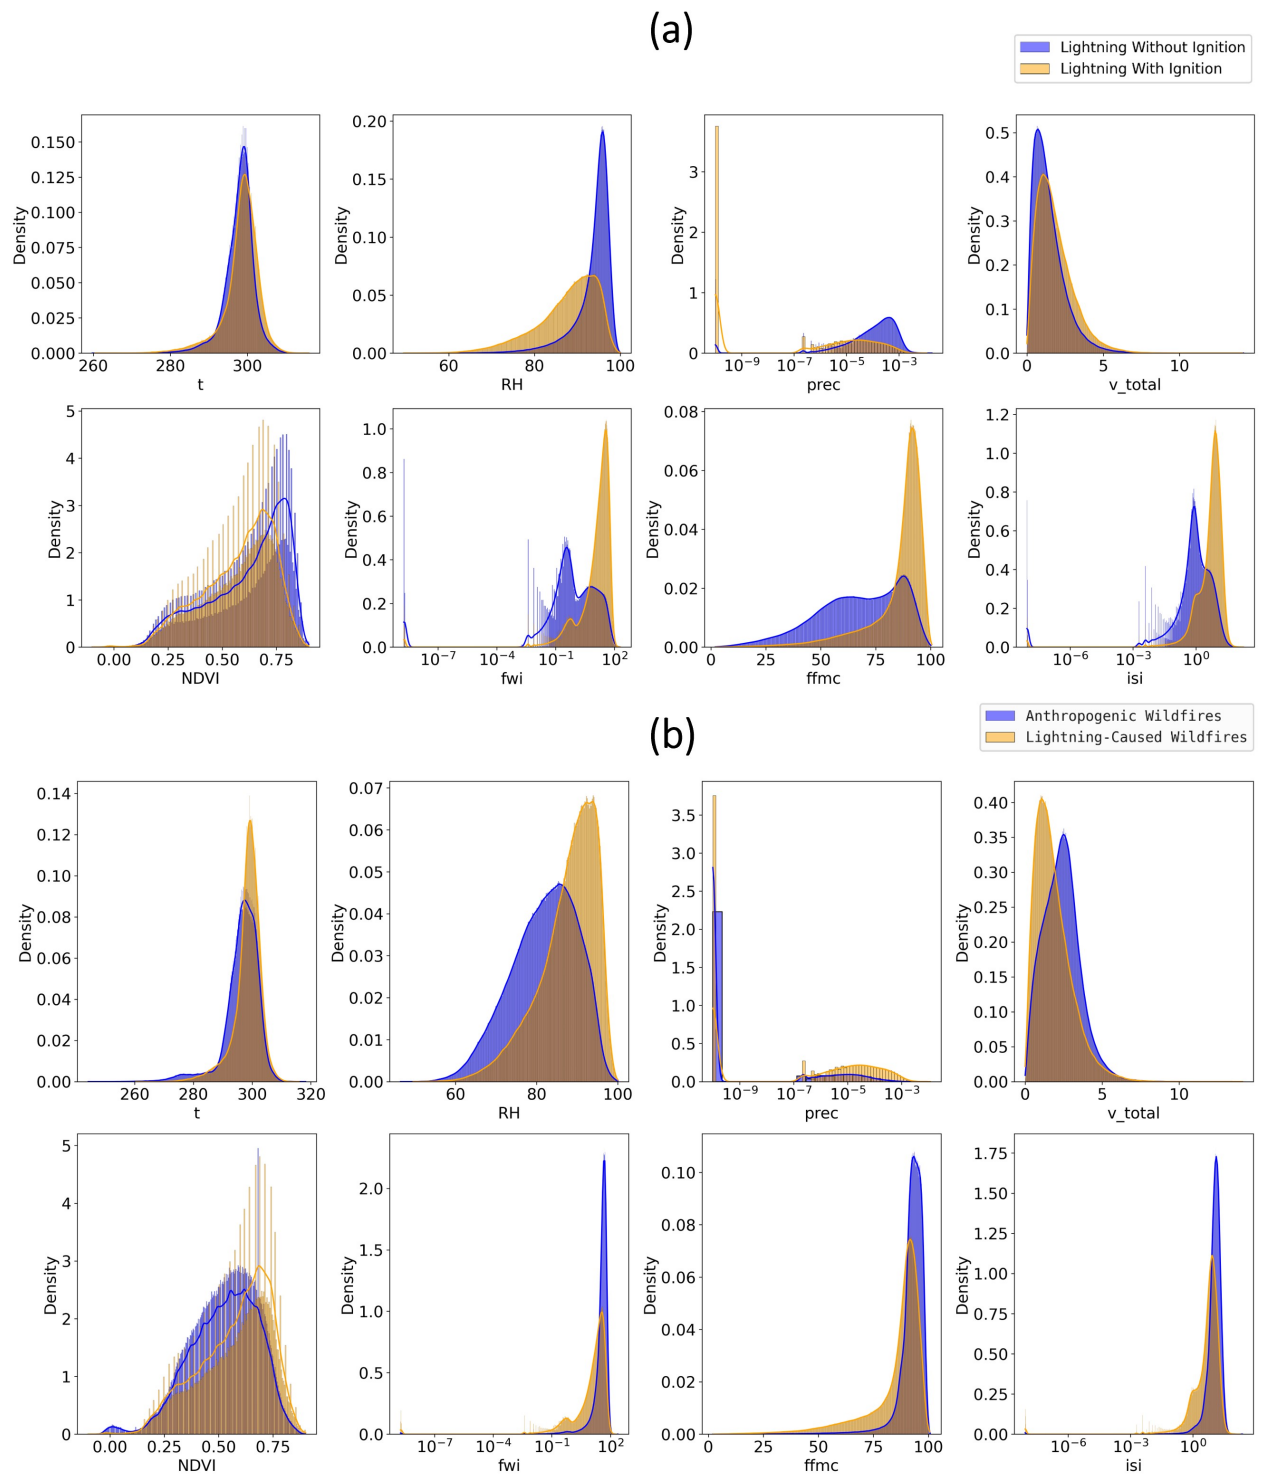 (a)
Lightning Without Ignition
Lightning With Ignition
Density
0.150
0.125
0.100
0.075
0.050
0.025
0.000
260 280 300
t
Density
0.20
0.15
0.10
0.05
0.00
60 80 100
RH
Density
3
2
1
0
10⁻⁹ 10⁻⁷ 10⁻⁵ 10⁻³
prec
Density
0.5
0.4
0.3
0.2
0.1
0.0
0 5 10
v_total
Density
5
4
3
2
1
0
0.00 0.25 0.50 0.75
NDVI
Density
1.0
0.8
0.6
0.4
0.2
0.0
10⁻⁷ 10⁻⁴ 10⁻¹ 10²
fwi
Density
0.08
0.06
0.04
0.02
0.00
0 25 50 75 100
ffmc
Density
1.2
1.0
0.8
0.6
0.4
0.2
0.0
10⁻⁶ 10⁻³ 10⁰
isi
(b)
Anthropogenic Wildfires
Lightning-Caused Wildfires
Density
0.14
0.12
0.10
0.08
0.06
0.04
0.02
0.00
260 280 300 320
t
Density
0.07
0.06
0.05
0.04
0.03
0.02
0.01
0.00
60 80 100
RH
Density
3.5
3.0
2.5
2.0
1.5
1.0
0.5
0.0
10⁻⁹ 10⁻⁷ 10⁻⁵ 10⁻³
prec
Density
0.40
0.35
0.30
0.25
0.20
0.15
0.10
0.05
0.00
0 5 10
v_total
Density
5
4
3
2
1
0
0.00 0.25 0.50 0.75
NDVI
Density
2.0
1.5
1.0
0.5
0.0
10⁻⁷ 10⁻⁴ 10⁻¹ 10²
fwi
Density
0.10
0.08
0.06
0.04
0.02
0.00
0 25 50 75 100
ffmc
Density
1.75
1.50
1.25
1.00
0.75
0.50
0.25
0.00
10⁻⁶ 10⁻³ 10⁰
isi